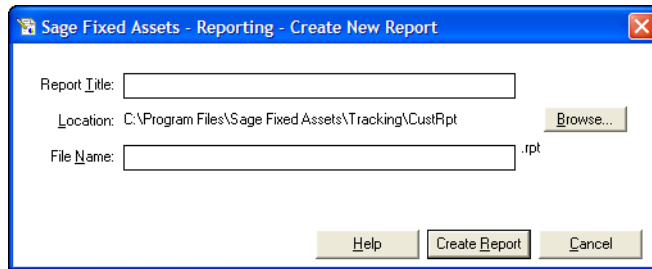 Sage Fixed Assets - Reporting - Create New Report
Report Title:
Location: C:\Program Files\Sage Fixed Assets\Tracking\CustRpt Browse...
File Name: .rpt
Help Create Report Cancel